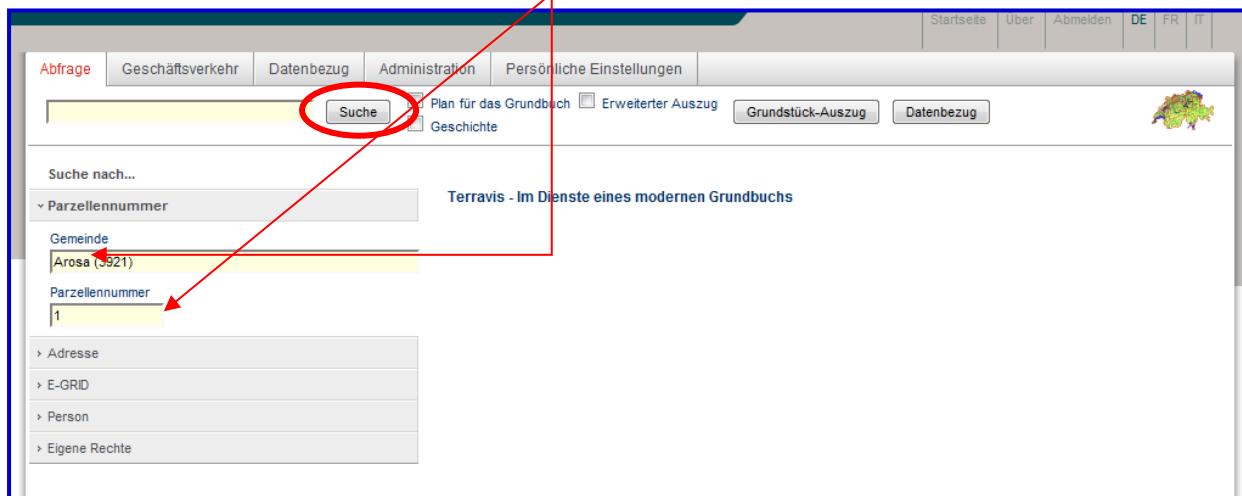 Startseite Über Abmelden DE FR IT
Abfrage Geschäftsverkehr Datenbezug Administration Persönliche Einstellungen
Suche Plan für das Grundbuch Erweiterter Auszug Grundstück-Auszug Datenbezug
Geschichte
Suche nach...
Terravis - Im Dienste eines modernen Grundbuchs
Parzellennummer
Gemeinde
Arosa (3921)
Parzellennummer
1
Adresse
E-GRID
Person
Eigene Rechte